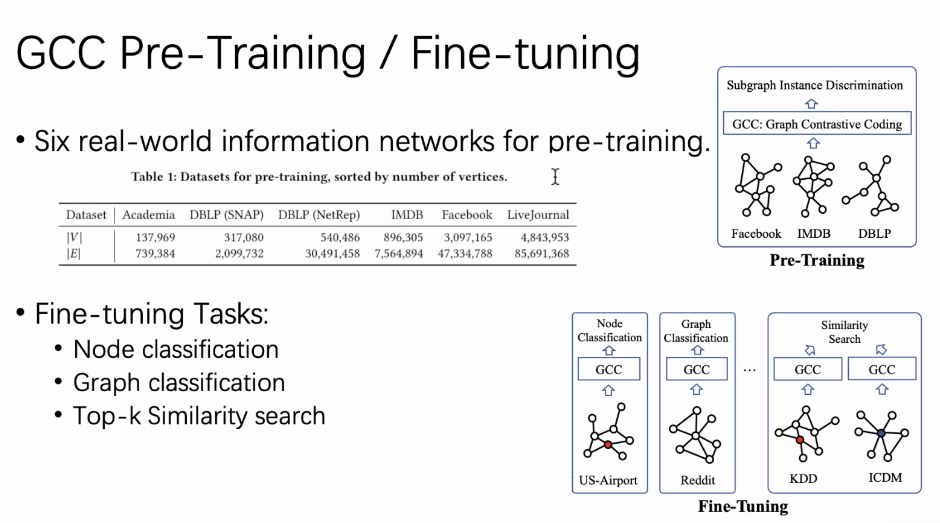 GCC Pre-Training / Fine-tuning
• Six real-world information networks for pre-training.
Table 1: Datasets for pre-training, sorted by number of vertices.
Dataset Academia DBLP (SNAP) DBLP (NetRep) IMDB Facebook LiveJournal
|V| 137,969 317,080 540,486 896,305 3,097,165 4,843,953
|E| 739,384 2,099,732 30,491,458 7,564,894 47,334,788 85,691,368
• Fine-tuning Tasks:
• Node classification
• Graph classification
• Top-k Similarity search
Subgraph Instance Discrimination
GCC: Graph Contrastive Coding
Facebook IMDB DBLP
Pre-Training
Node
Classification
GCC
US-Airport
Graph
Classification
GCC
Reddit
...
Similarity
Search
GCC GCC
KDD ICDM
Fine-Tuning